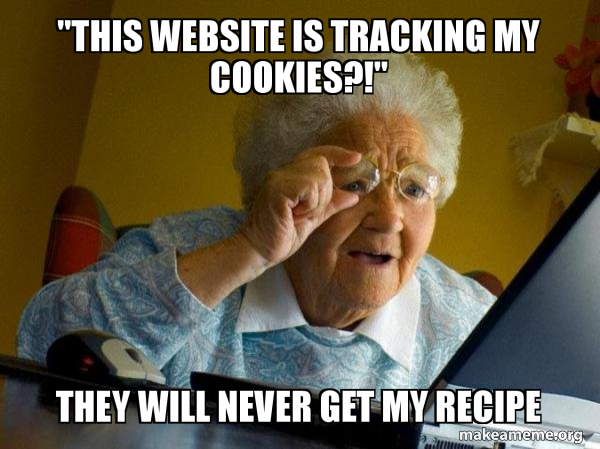 "THIS WEBSITE IS TRACKING MY
COOKIES?!"
THEY WILL NEVER GET MY RECIPE
makeameme.org